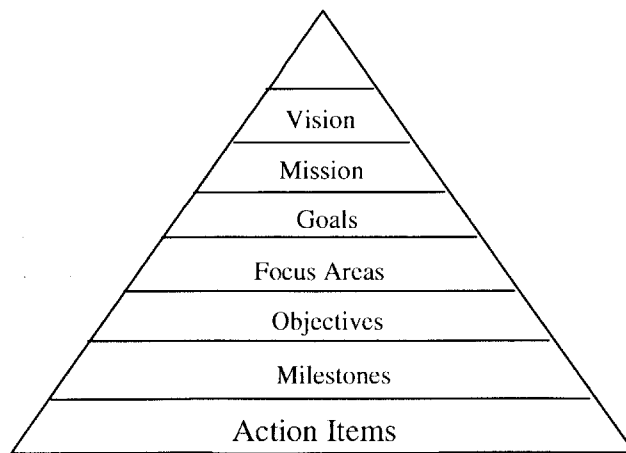 Vision
Mission
Goals
Focus Areas
Objectives
Milestones
Action Items